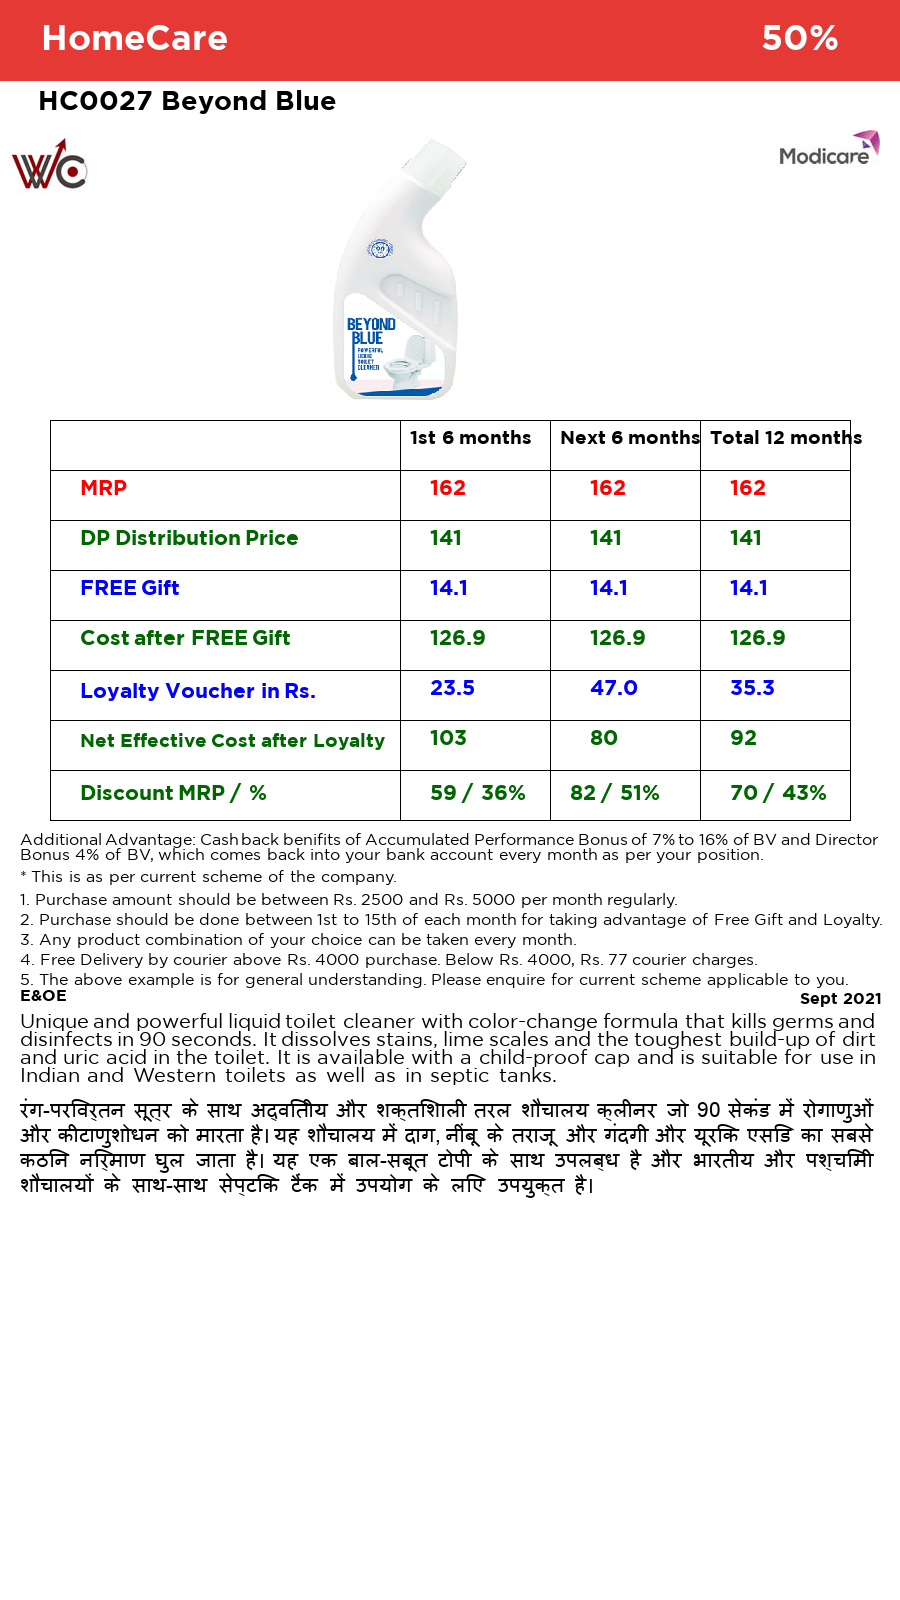 HomeCare 50%
HC0027 Beyond Blue
WC
Modicare
90
BEYOND
BLUE
POWERFUL
LIQUID
TOILET
CLEANER
1st 6 months Next 6 months Total 12 months
MRP 162 162 162
DP Distribution Price 141 141 141
FREE Gift 14.1 14.1 14.1
Cost after FREE Gift 126.9 126.9 126.9
Loyalty Voucher in Rs. 23.5 47.0 35.3
Net Effective Cost after Loyalty 103 80 92
Discount MRP / % 59 / 36% 82 / 51% 70 / 43%
Additional Advantage: Cashback benifits of Accumulated Performance Bonus of 7% to 16% of BV and Director
Bonus 4% of BV, which comes back into your bank account every month as per your position.
* This is as per current scheme of the company.
1. Purchase amount should be between Rs. 2500 and Rs. 5000 per month regularly.
2. Purchase should be done between 1st to 15th of each month for taking advantage of Free Gift and Loyalty.
3. Any product combination of your choice can be taken every month.
4. Free Delivery by courier above Rs. 4000 purchase. Below Rs. 4000, Rs. 77 courier charges.
5. The above example is for general understanding. Please enquire for current scheme applicable to you.
E&OE Sept 2021
Unique and powerful liquid toilet cleaner with color-change formula that kills germs and
disinfects in 90 seconds. It dissolves stains, lime scales and the toughest build-up of dirt
and uric acid in the toilet. It is available with a child-proof cap and is suitable for use in
Indian and Western toilets as well as in septic tanks.
रंग-परिवर्तन सूत्र के साथ अद्वितीय और शक्तिशाली तरल शौचालय क्लीनर जो 90 सेकंड में रोगाणुओं
और कीटाणुशोधन को मारता है। यह शौचालय में दाग, नींबू के तराजू और गंदगी और यूरिक एसिड का सबसे
कठिन निर्माण घुल जाता है। यह एक बाल-सबूत टोपी के साथ उपलब्ध है और भारतीय और पश्चिमी
शौचालयों के साथ-साथ सेप्टिक टैंक में उपयोग के लिए उपयुक्त है।